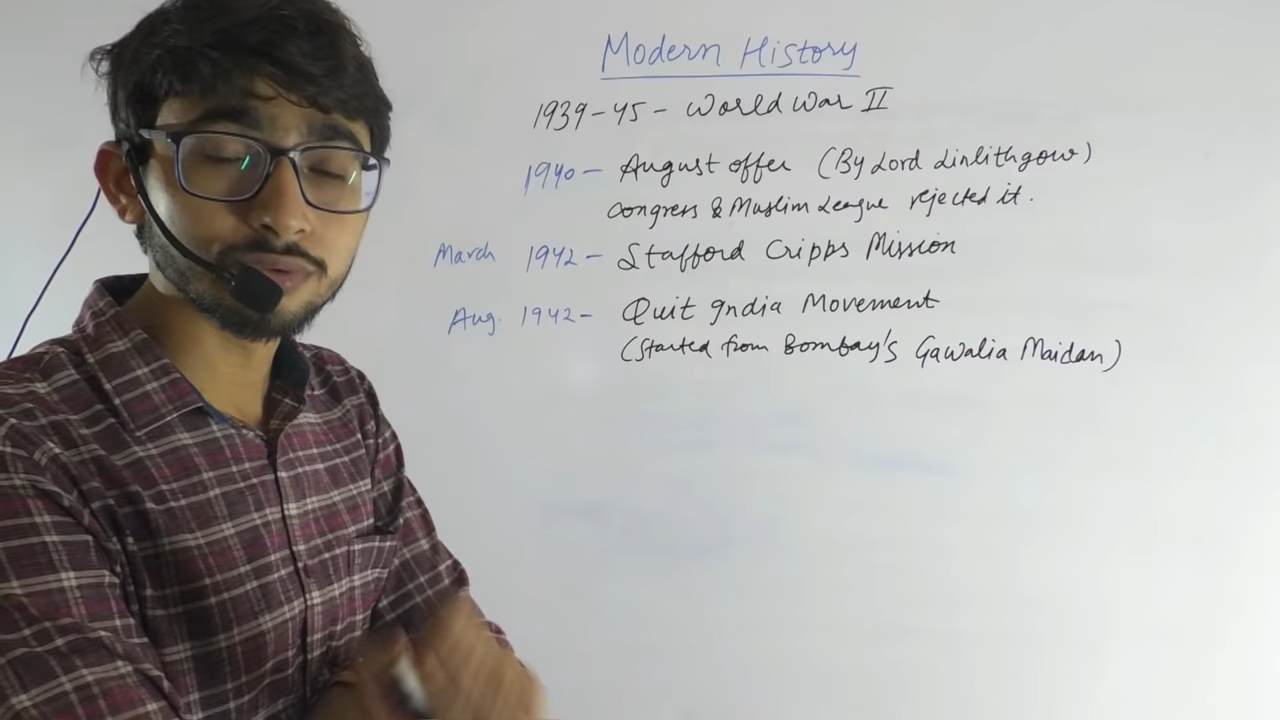 Modern History
1939-45 - World War II
1940 - August offer (By Lord Linlithgow)
Congress & Muslim League rejected it.
March 1942 - Stafford Cripps Mission
Aug. 1942 - Quit India Movement
(Started from Bombay's Gawalia Maidan)